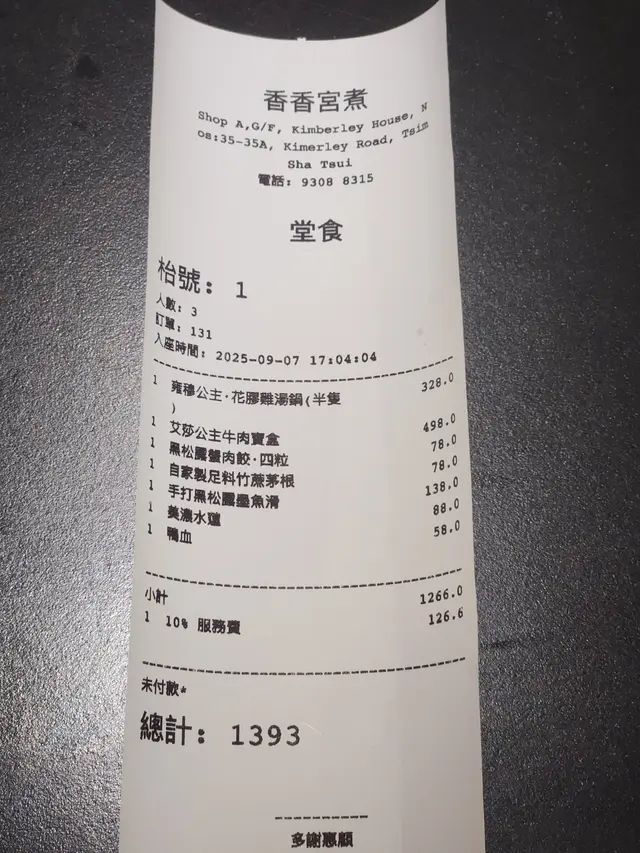 香香宮煮
Shop A,G/F, Kimberley House, N
os:35-35A, Kimerley Road, Tsim
Sha Tsui
電話: 9308 8315
堂食
枱號: 1
人數: 3
訂單: 131
入座時間: 2025-09-07 17:04:04
1 雍穆公主·花膠雞湯鍋(半隻 328.0
)
1 艾莎公主牛肉寶盒 498.0
1 黑松露蟹肉餃·四粒 78.0
1 自家製足料竹蔗茅根 78.0
1 手打黑松露墨魚滑 138.0
1 美濃水蓮 88.0
1 鴨血 58.0
小計 1266.0
1 10% 服務費 126.6
未付款*
總計: 1393
多謝惠顧